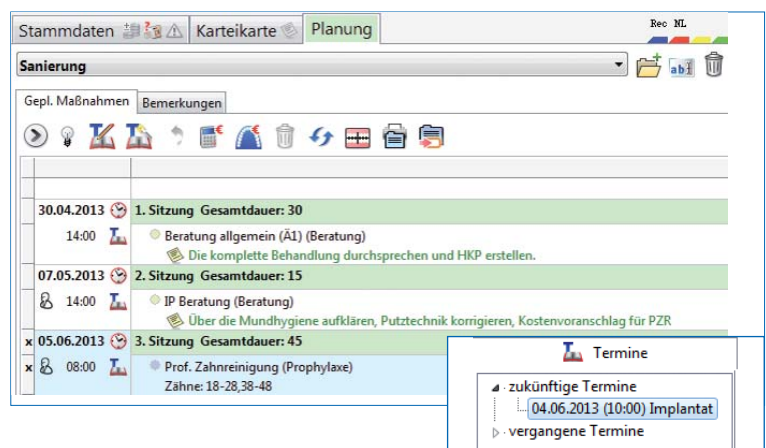 Stammdaten Karteikarte Planung
Rec NL
Sanierung
ab
Gepl. Maßnahmen Bemerkungen
30.04.2013 1. Sitzung Gesamtdauer: 30
14:00 Beratung allgemein (Ä1) (Beratung)
Die komplette Behandlung durchsprechen und HKP erstellen.
07.05.2013 2. Sitzung Gesamtdauer: 15
14:00 IP Beratung (Beratung)
Über die Mundhygiene aufklären, Putztechnik korrigieren, Kostenvoranschlag für PZR
x 05.06.2013 3. Sitzung Gesamtdauer: 45
x 08:00 Prof. Zahnreinigung (Prophylaxe)
Zähne: 18-28,38-48
Termine
zukünftige Termine
04.06.2013 (10:00) Implantat
vergangene Termine